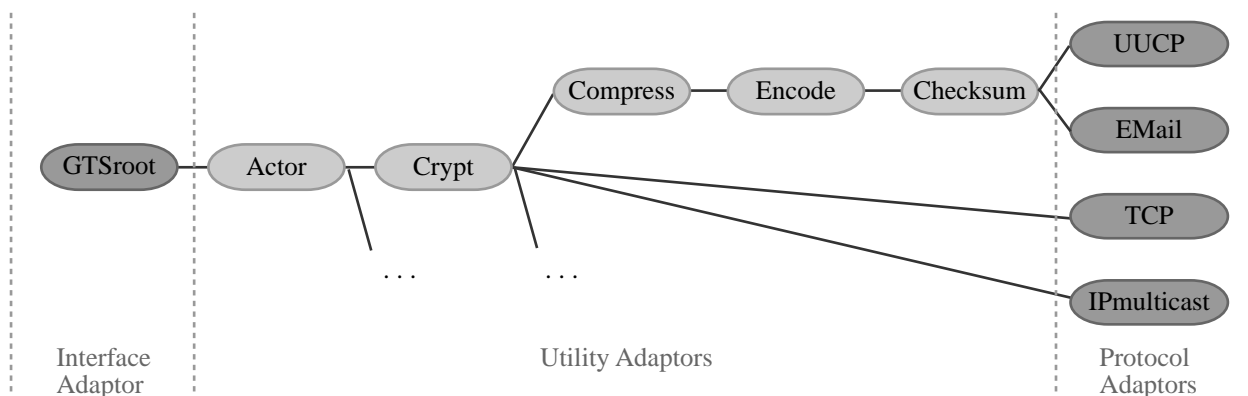 UUCP
Compress
Encode
Checksum
EMail
GTSroot
Actor
Crypt
TCP
. . .
. . .
IPmulticast
Interface
Adaptor
Utility Adaptors
Protocol
Adaptors